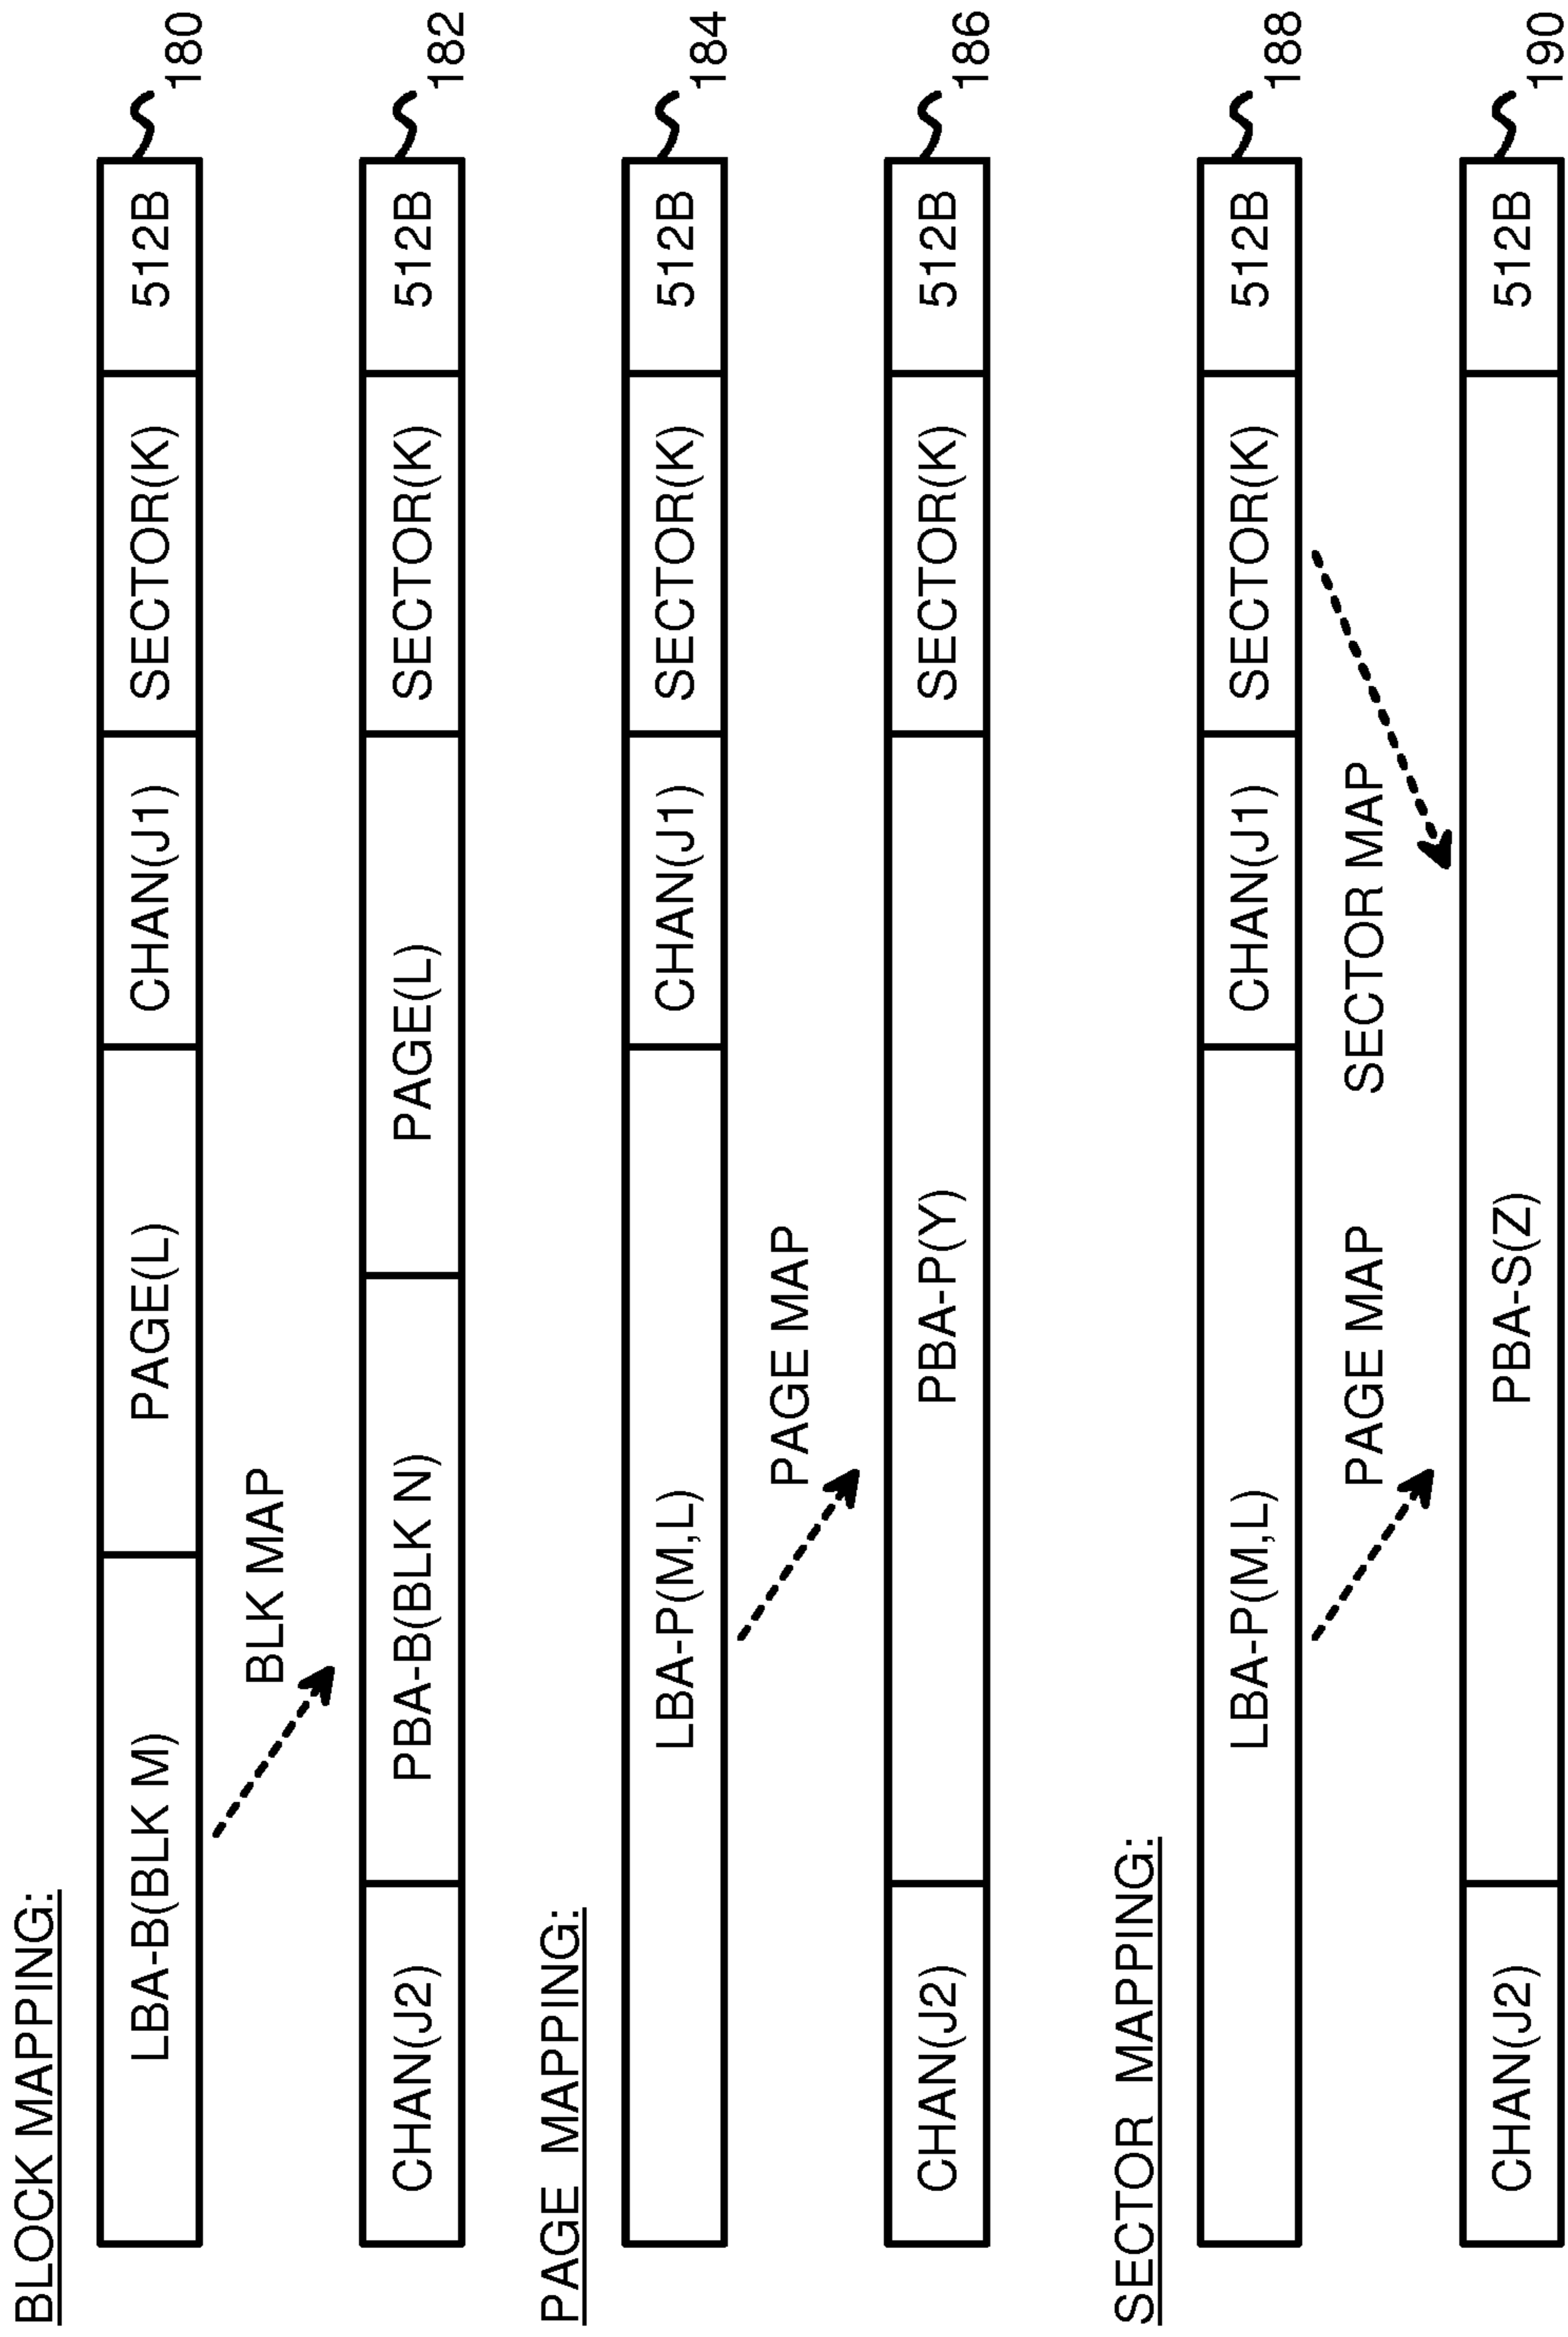 BLOCK MAPPING:
LBA-B(BLK M) PAGE(L) CHAN(J1) SECTOR(K) 512B 180
BLK MAP
CHAN(J2) PBA-B(BLK N) PAGE(L) SECTOR(K) 512B 182
PAGE MAPPING:
LBA-P(M,L) CHAN(J1) SECTOR(K) 512B 184
PAGE MAP
CHAN(J2) PBA-P(Y) SECTOR(K) 512B 186
SECTOR MAPPING:
LBA-P(M,L) CHAN(J1) SECTOR(K) 512B 188
PAGE MAP SECTOR MAP
CHAN(J2) PBA-S(Z) 512B 190